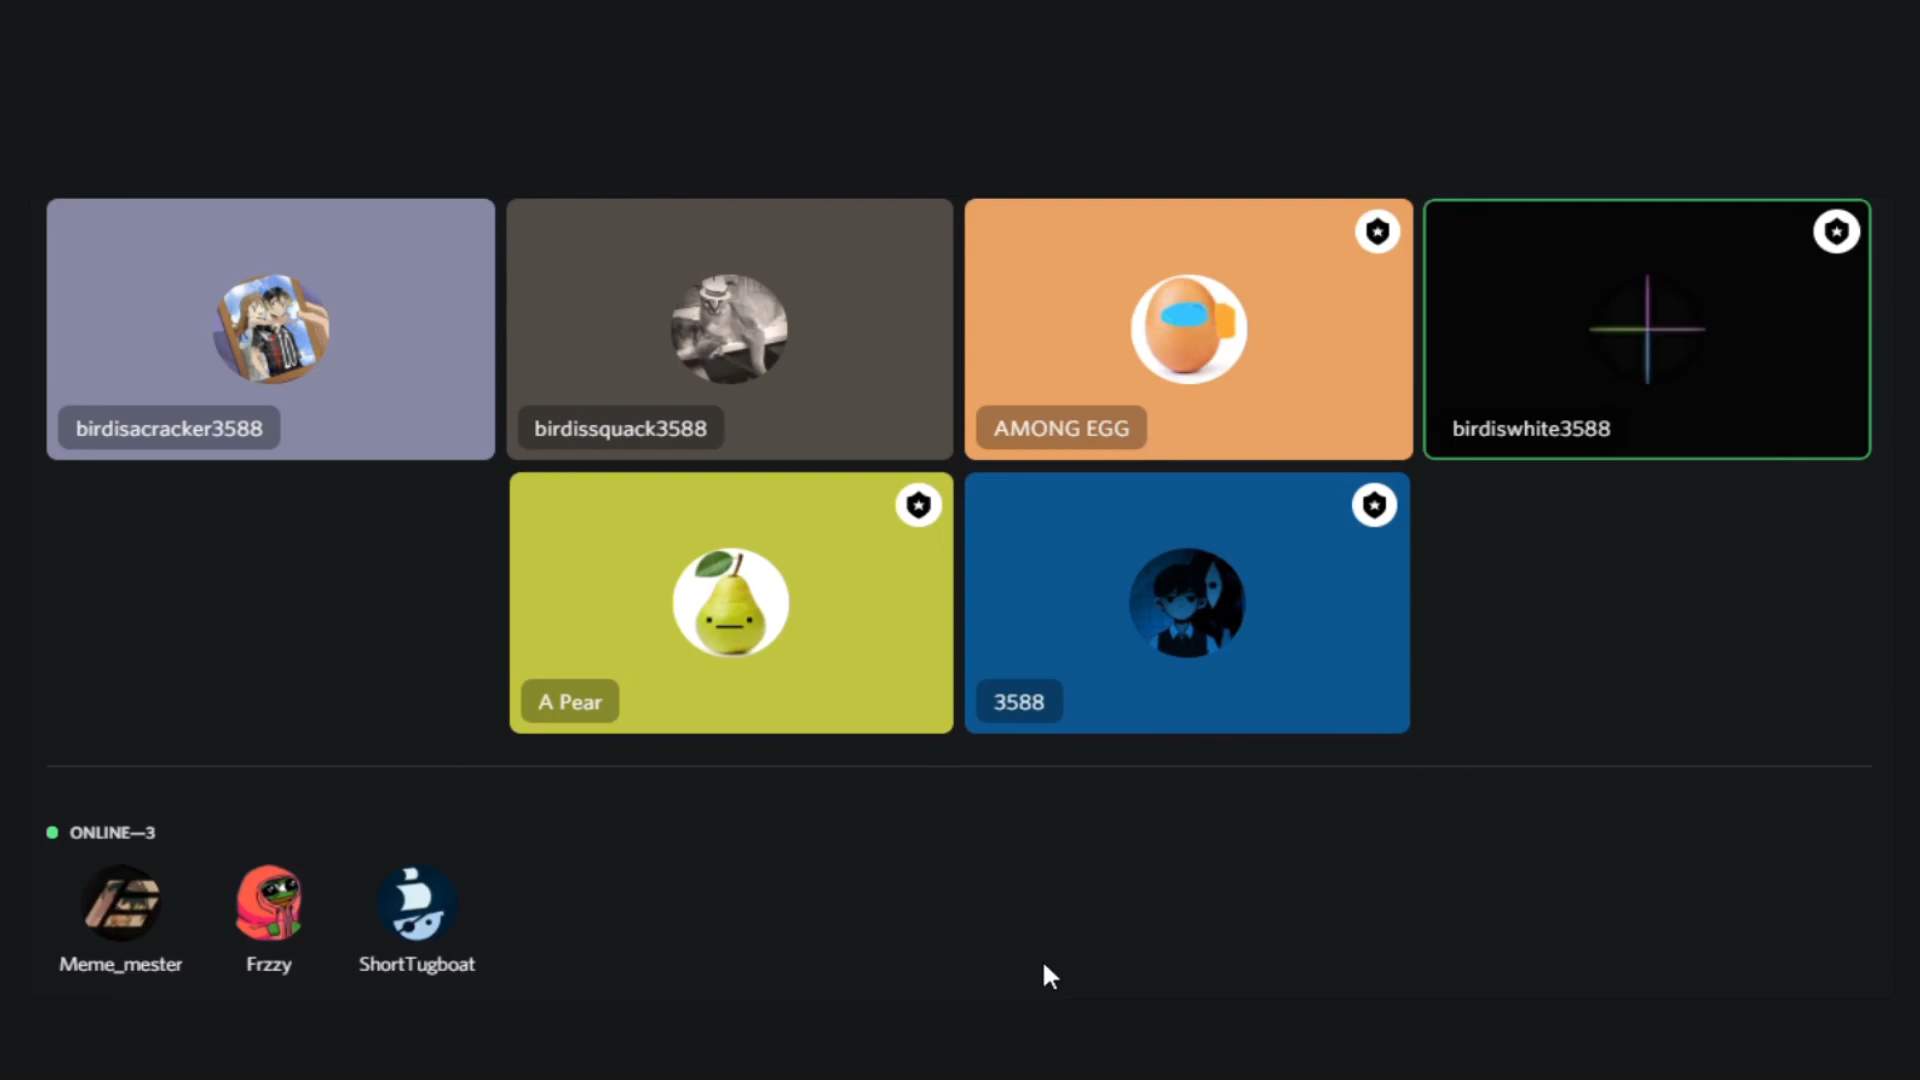 birdisacracker3588
birdissquack3588
AMONG EGG
birdiswhite3588
A Pear
3588
ONLINE—3
Meme_mester
Frzzy
ShortTugboat